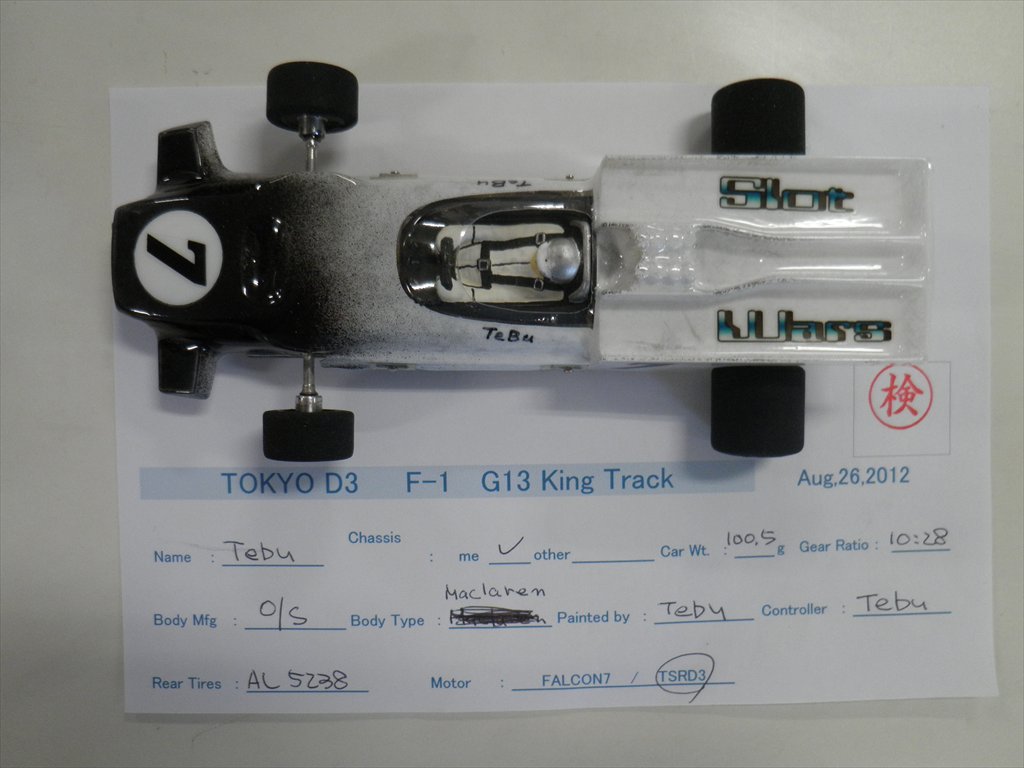 7
TeBu
Slot
TeBu
Wars
検
TOKYO D3 F-1 G13 King Track Aug,26,2012
Name : Tebu Chassis : me ✓ other Car Wt. : 100.5 g Gear Ratio : 10:28
Body Mfg : O/S Body Type : Maclaren Painted by : Tebu Controller : Tebu
Rear Tires : AL 5238 Motor : FALCON7 / TSRD3